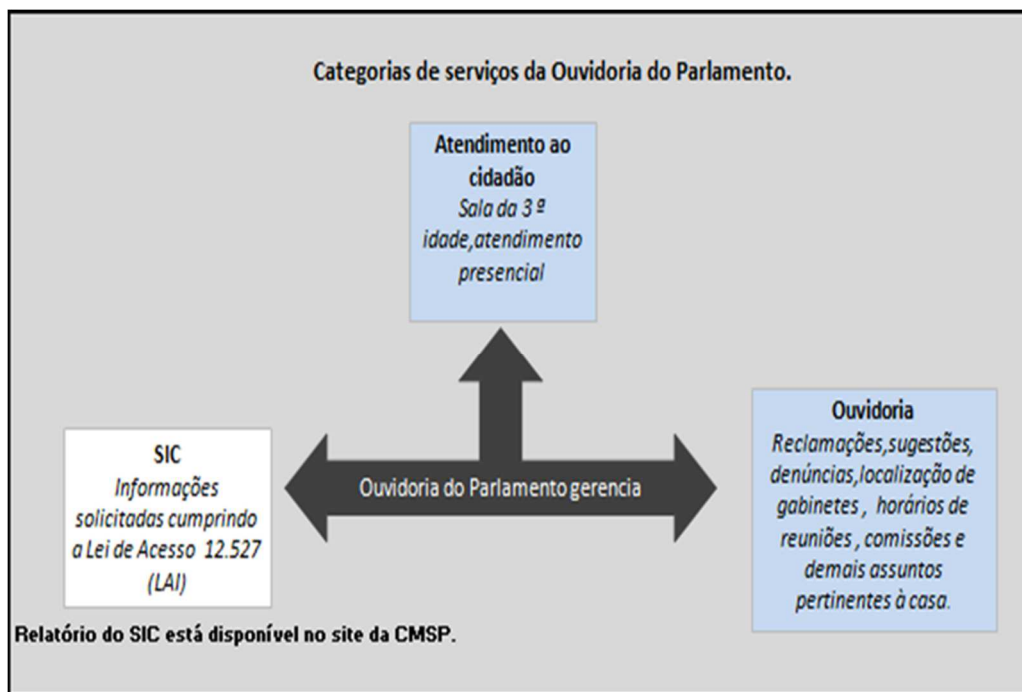 Categorias de serviços da Ouvidoria do Parlamento.
Atendimento ao
cidadão
Sala da 3 ª
idade,atendimento
presencial
SIC
Informações
solicitadas cumprindo
a Lei de Acesso 12.527
(LAI)
Ouvidoria do Parlamento gerencia
Ouvidoria
Reclamações,sugestões,
denúncias,localização de
gabinetes , horários de
reuniões , comissões e
demais assuntos
pertinentes à casa.
Relatório do SIC está disponível no site da CMSP.